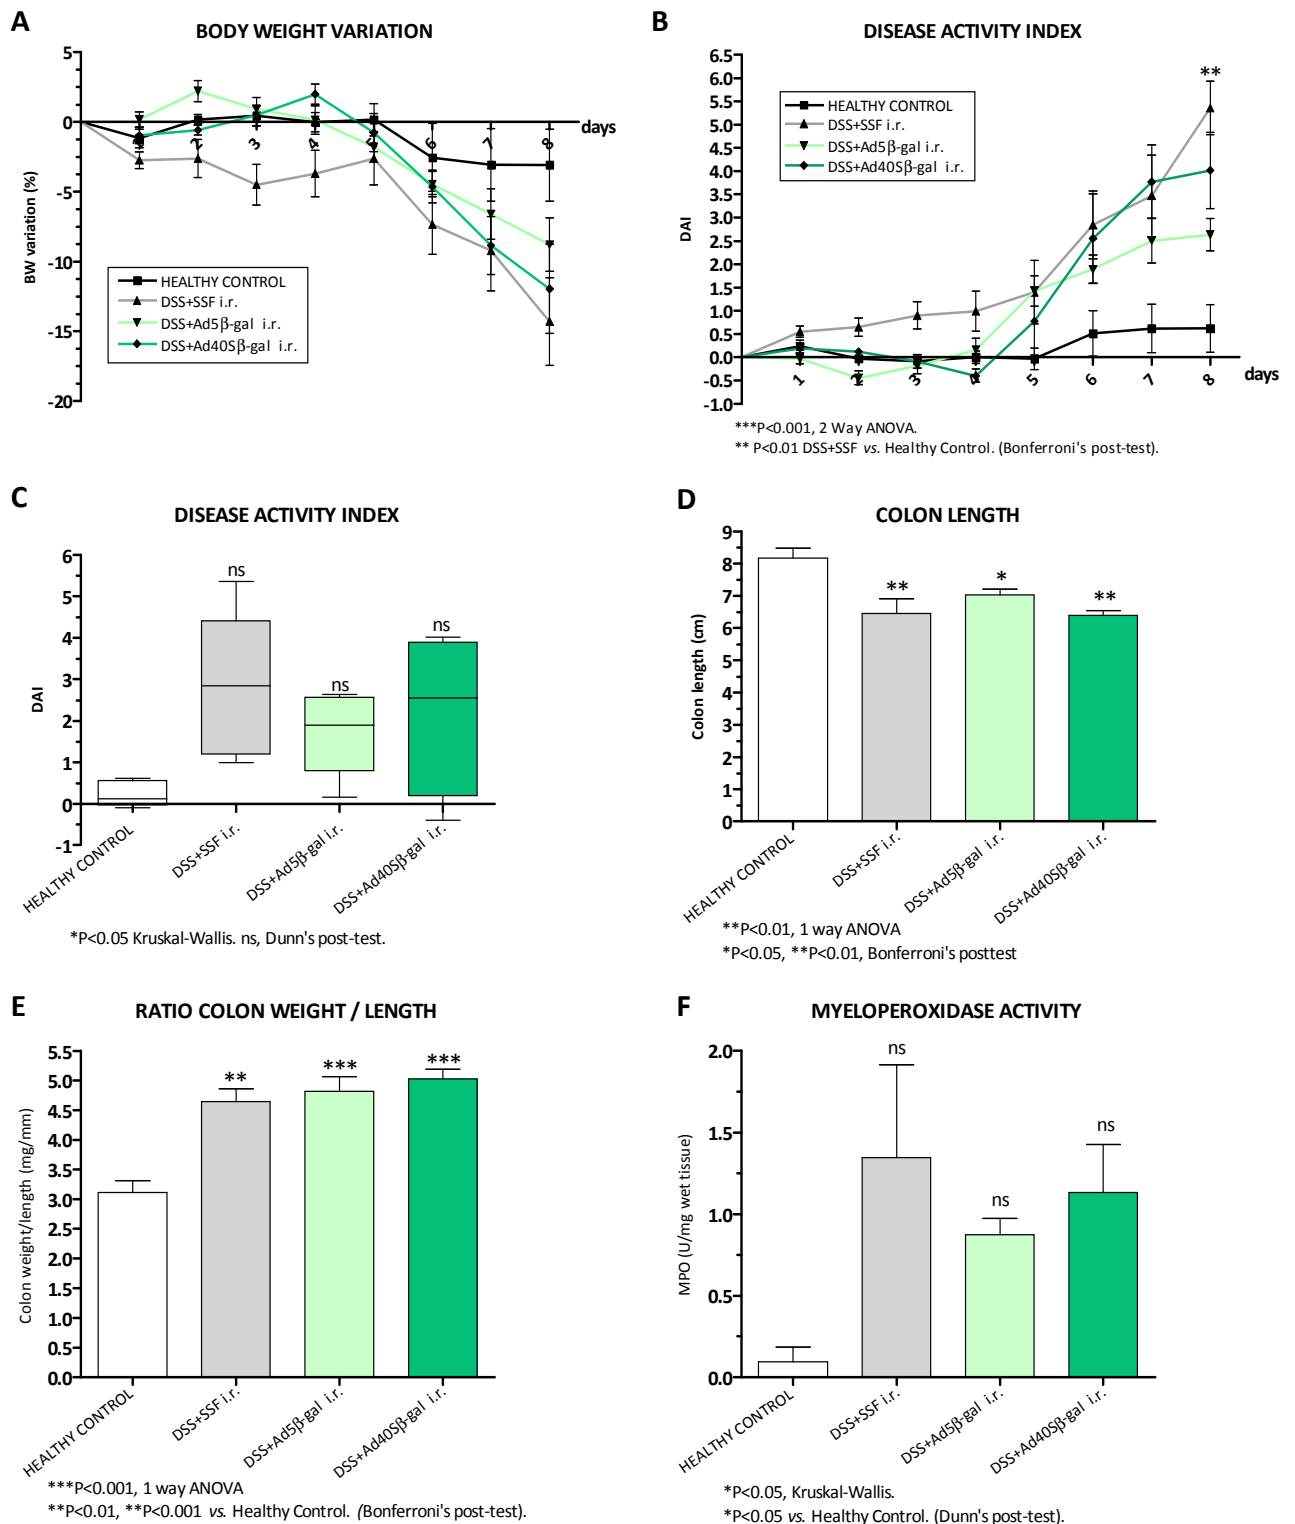 A
BODY WEIGHT VARIATION
5
0
-5
-10
-15
-20
BW variation (%)
1 2 3 4 5 6 7 8
days
HEALTHY CONTROL
DSS+SSF i.r.
DSS+Ad5β-gal i.r.
DSS+Ad40Sβ-gal i.r.
B
DISEASE ACTIVITY INDEX
6.5
6.0
5.5
5.0
4.5
4.0
3.5
3.0
2.5
2.0
1.5
1.0
0.5
0.0
-0.5
-1.0
DAI
**
HEALTHY CONTROL
DSS+SSF i.r.
DSS+Ad5β-gal i.r.
DSS+Ad40Sβ-gal i.r.
1 2 3 4 5 6 7 8
days
***P<0.001, 2 Way ANOVA.
** P<0.01 DSS+SSF vs. Healthy Control. (Bonferroni's post-test).
C
DISEASE ACTIVITY INDEX
6
5
4
3
2
1
0
-1
DAI
ns
ns
ns
HEALTHY CONTROL
DSS+SSF i.r.
DSS+Ad5β-gal i.r.
DSS+Ad40Sβ-gal i.r.
*P<0.05 Kruskal-Wallis. ns, Dunn's post-test.
D
COLON LENGTH
9
8
7
6
5
4
3
2
1
0
Colon length (cm)
**
*
**
HEALTHY CONTROL
DSS+SSF i.r.
DSS+Ad5β-gal i.r.
DSS+Ad40Sβ-gal i.r.
**P<0.01, 1 way ANOVA
*P<0.05, **P<0.01, Bonferroni's posttest
E
RATIO COLON WEIGHT / LENGTH
5.5
5.0
4.5
4.0
3.5
3.0
2.5
2.0
1.5
1.0
0.5
0.0
Colon weight/length (mg/mm)
**
***
***
HEALTHY CONTROL
DSS+SSF i.r.
DSS+Ad5β-gal i.r.
DSS+Ad40Sβ-gal i.r.
***P<0.001, 1 way ANOVA
**P<0.01, **P<0.001 vs. Healthy Control. (Bonferroni's post-test).
F
MYELOPEROXIDASE ACTIVITY
2.0
1.5
1.0
0.5
0.0
MPO (U/mg wet tissue)
ns
ns
ns
HEALTHY CONTROL
DSS+SSF i.r.
DSS+Ad5β-gal i.r.
DSS+Ad40Sβ-gal i.r.
*P<0.05, Kruskal-Wallis.
*P<0.05 vs. Healthy Control. (Dunn's post-test).